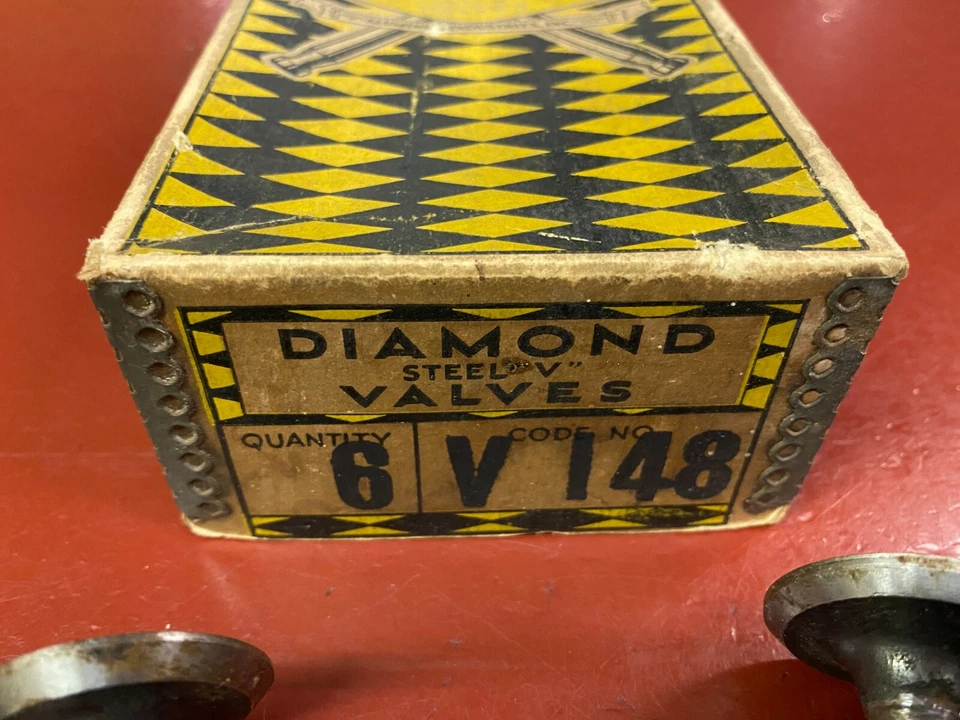 DIAMOND
STEEL "V"
VALVES
QUANTITY CODE NO.
6 V 148